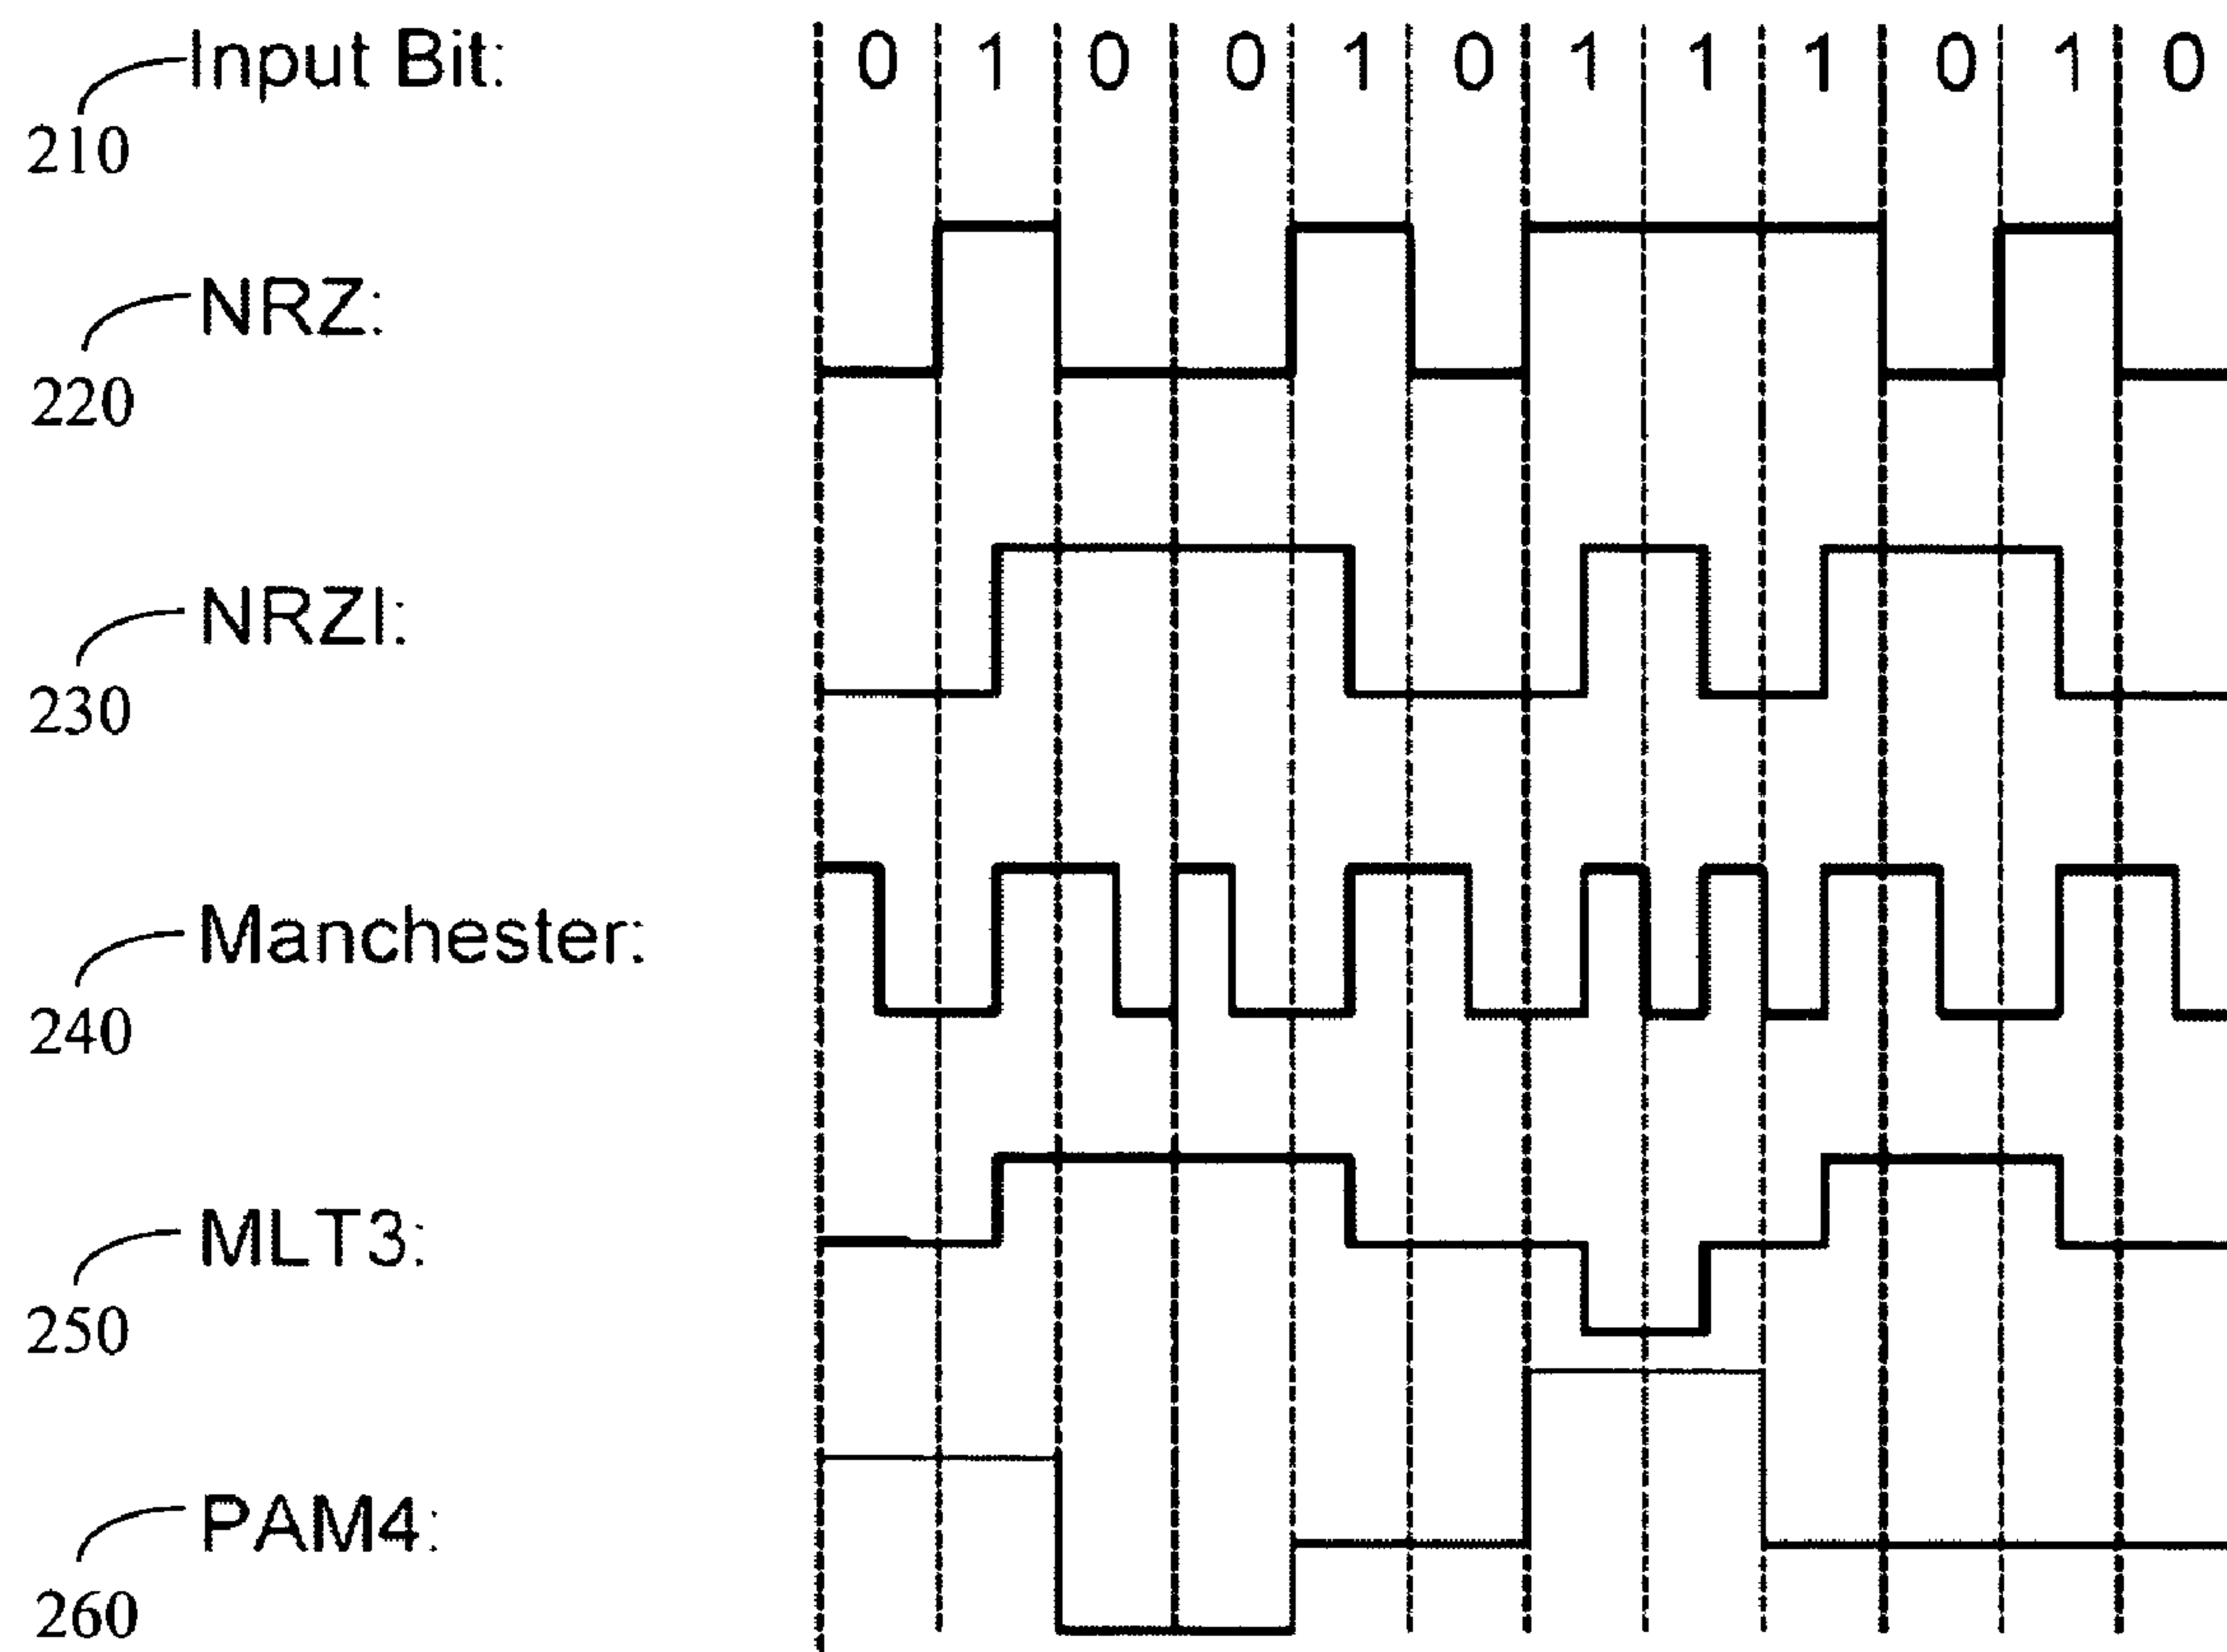 Input Bit: 0 1 0 0 1 0 1 1 1 0 1 0
210
NRZ:
220
NRZI:
230
Manchester:
240
MLT3:
250
PAM4:
260